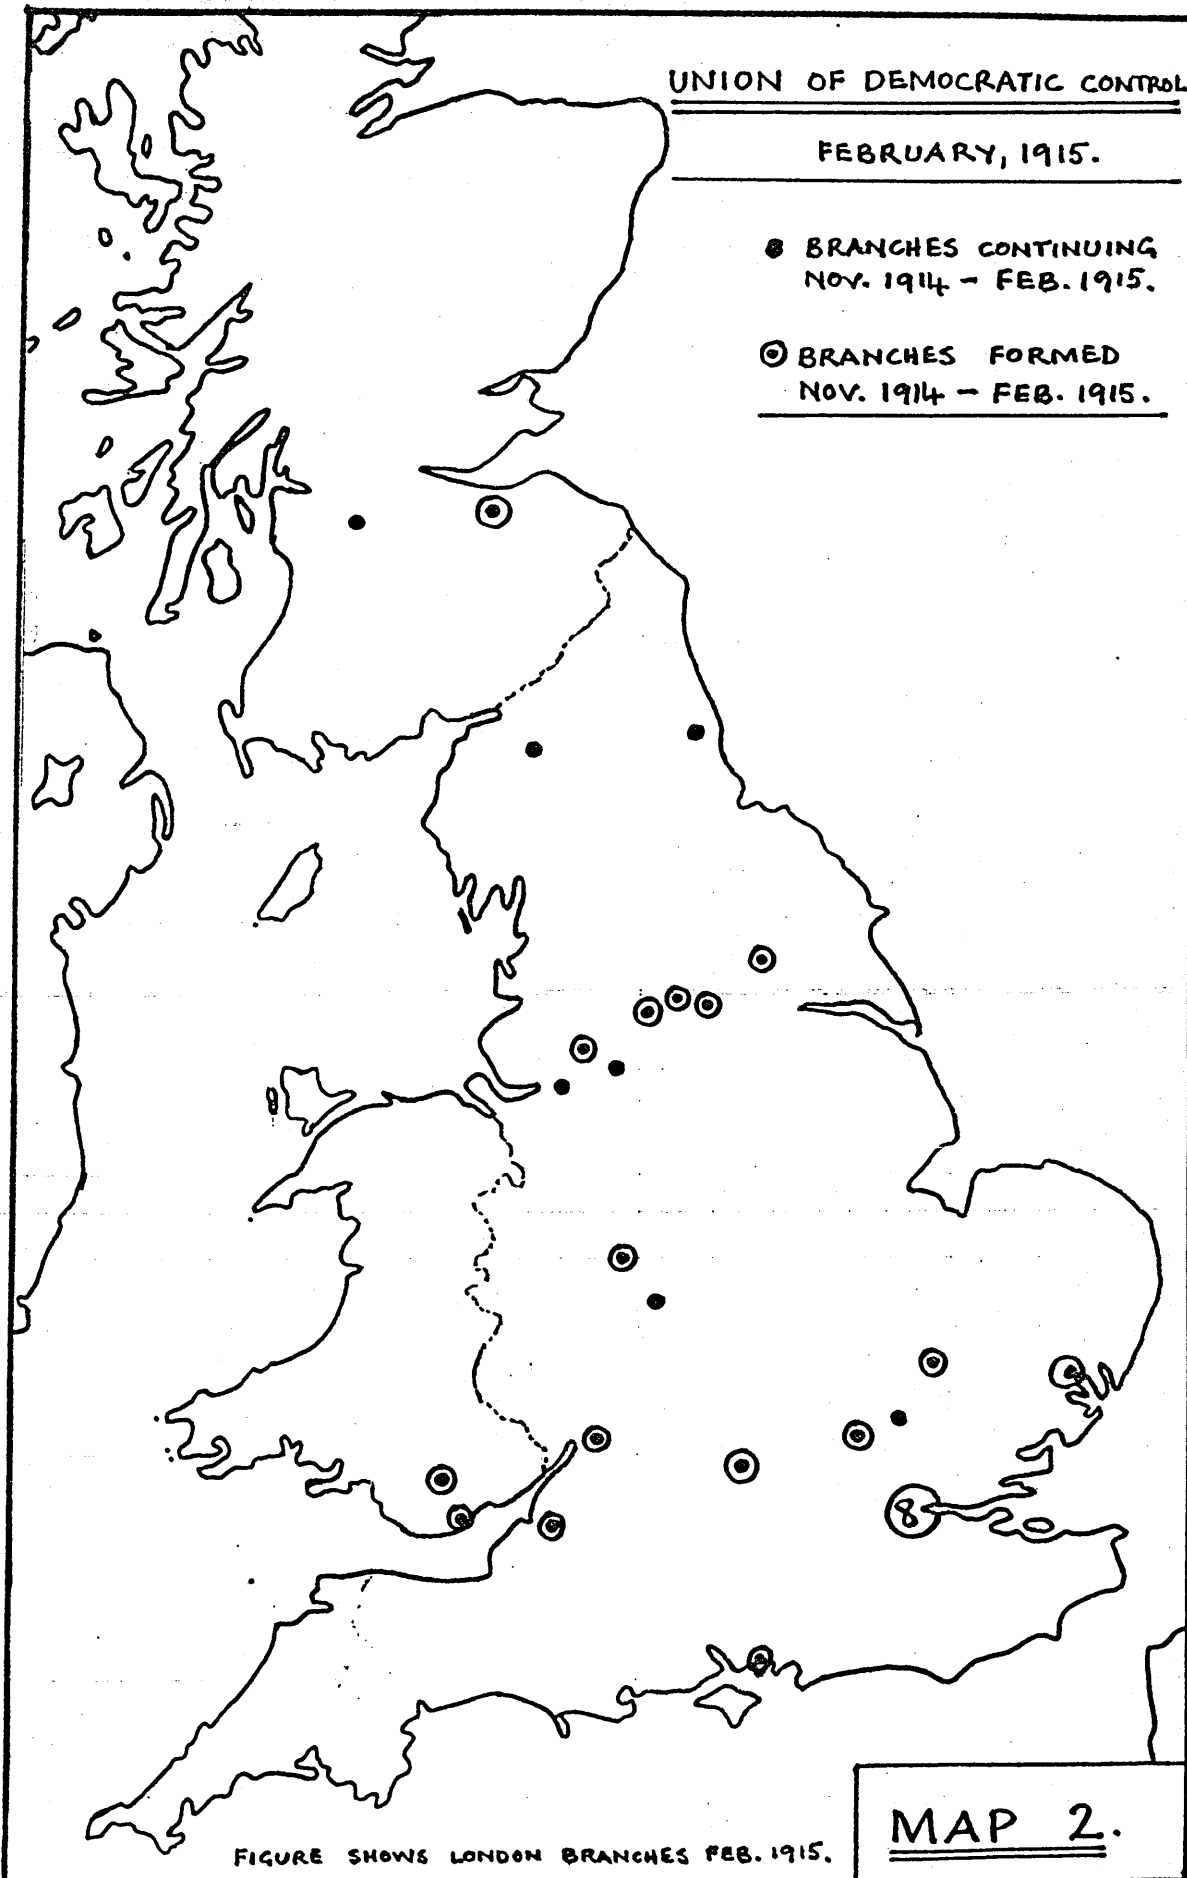 UNION OF DEMOCRATIC CONTROL
FEBRUARY, 1915.
BRANCHES CONTINUING
NOV. 1914 - FEB. 1915.
BRANCHES FORMED
NOV. 1914 - FEB. 1915.
8
MAP 2.
FIGURE SHOWS LONDON BRANCHES FEB. 1915.